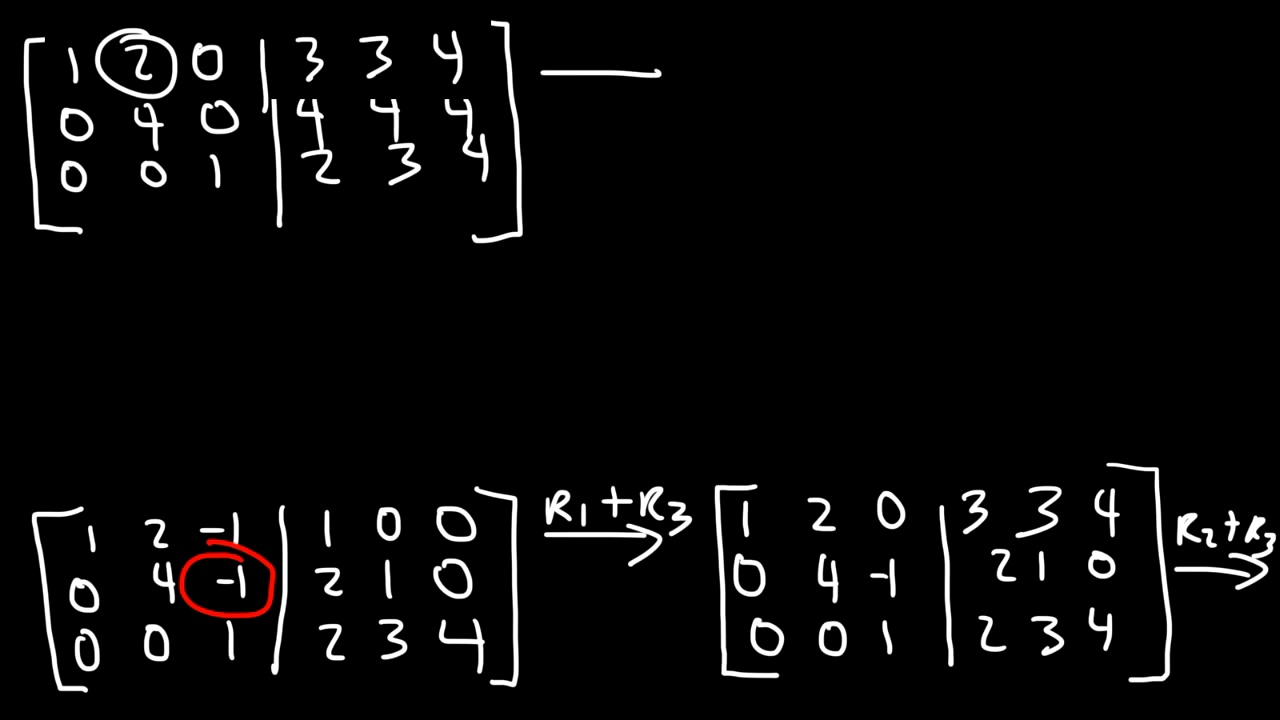 1 2 0 | 3 3 4
0 4 0 | 4 4 4
0 0 1 | 2 3 4
1 2 -1 | 1 0 0
0 4 -1 | 2 1 0
0 0 1 | 2 3 4
R1 + R3
1 2 0 | 3 3 4
0 4 -1 | 2 1 0
0 0 1 | 2 3 4
R2 + R3